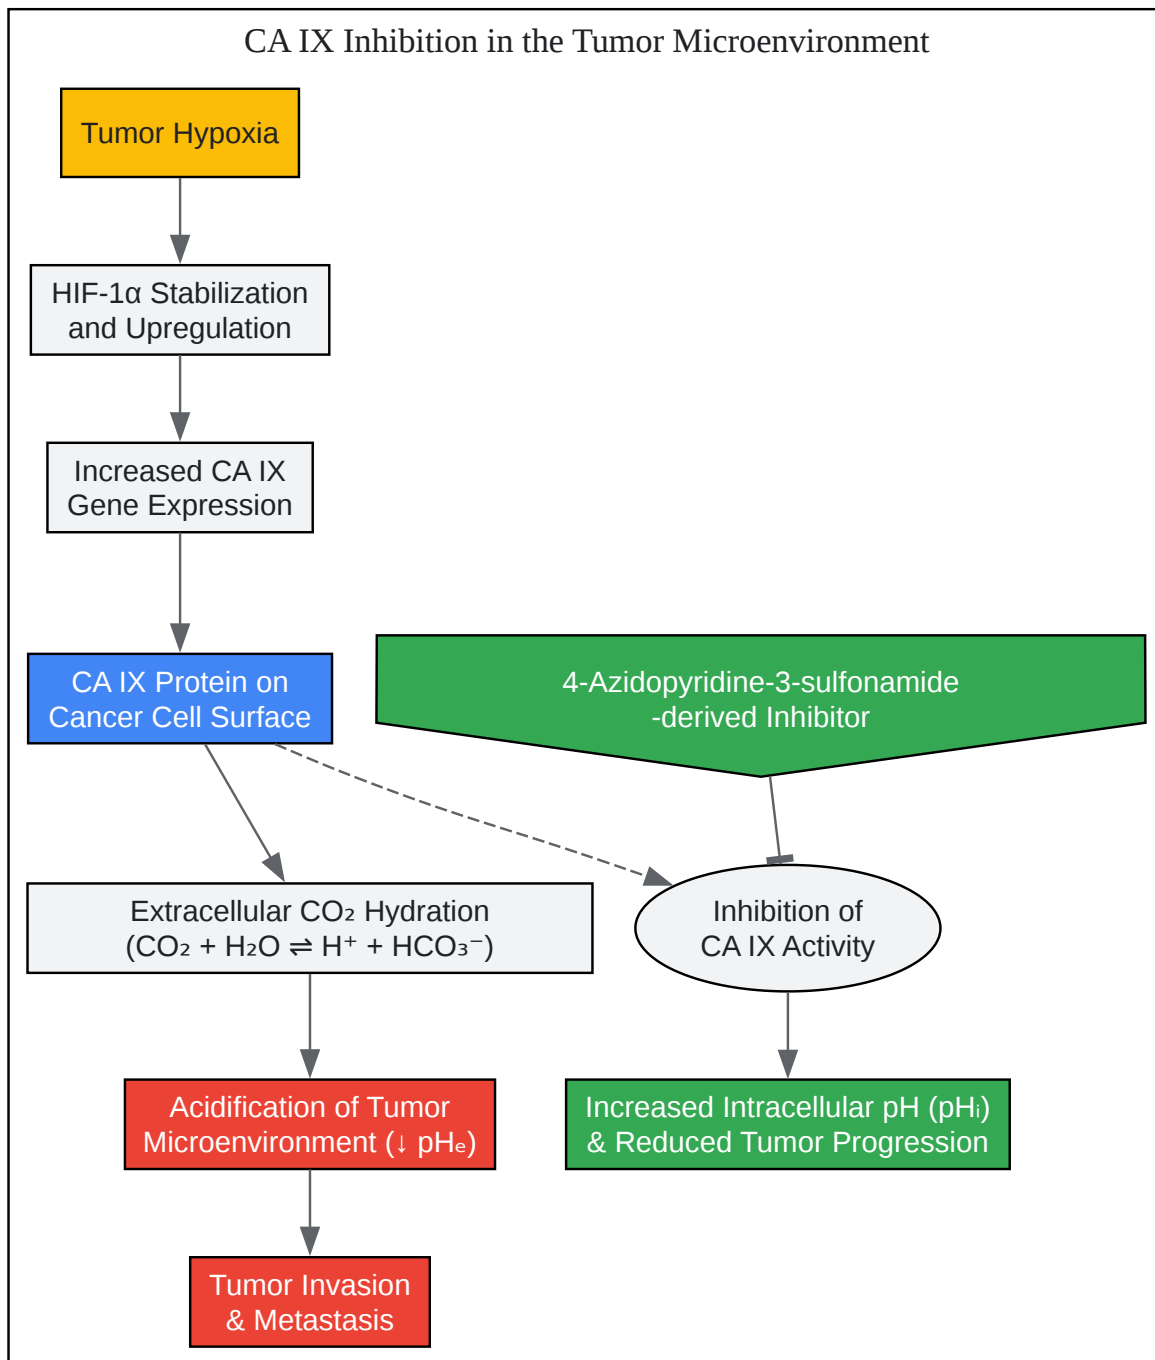 CA IX Inhibition in the Tumor Microenvironment
Tumor Hypoxia
HIF-1α Stabilization
and Upregulation
Increased CA IX
Gene Expression
CA IX Protein on
Cancer Cell Surface
4-Azidopyridine-3-sulfonamide
-derived Inhibitor
Extracellular CO₂ Hydration
(CO₂ + H₂O ⇌ H⁺ + HCO₃⁻)
Inhibition of
CA IX Activity
Acidification of Tumor
Microenvironment (↓ pHₑ)
Increased Intracellular pH (pHᵢ)
& Reduced Tumor Progression
Tumor Invasion
& Metastasis